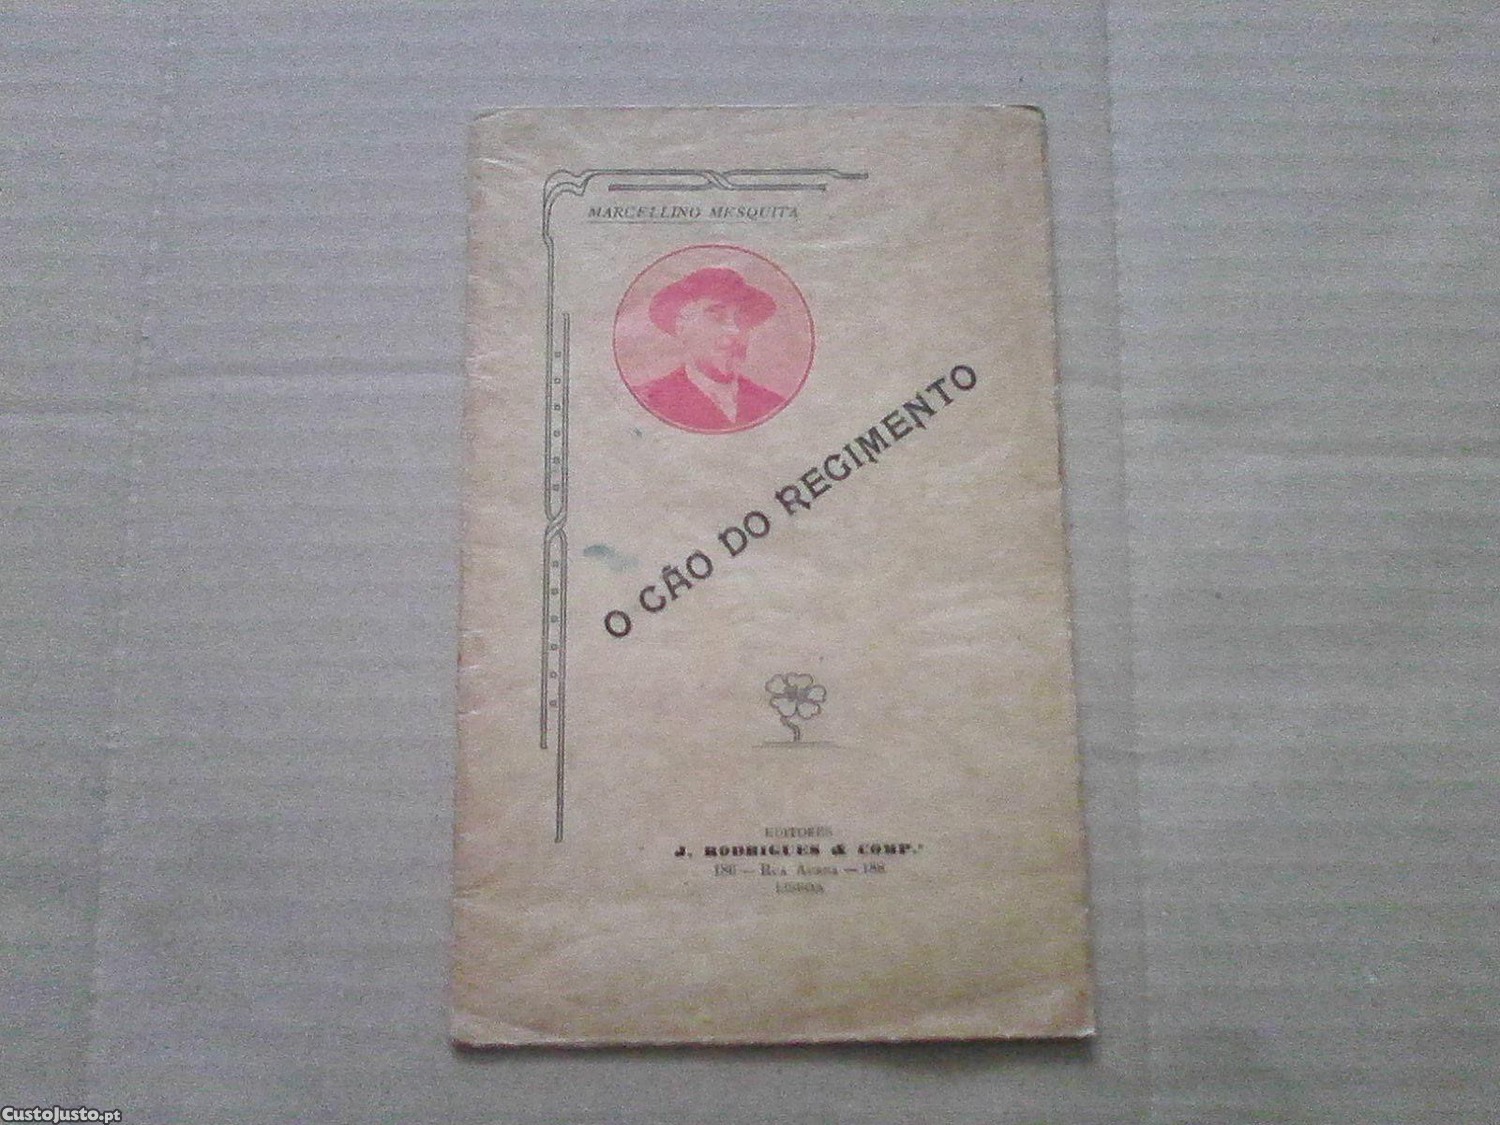 MARCELLINO MESQUITA
O CÃO DO REGIMENTO
EDITORES
J. RODRIGUES & COMP.ª
186 — RUA AUREA — 188
LISBOA
CustoJusto.pt